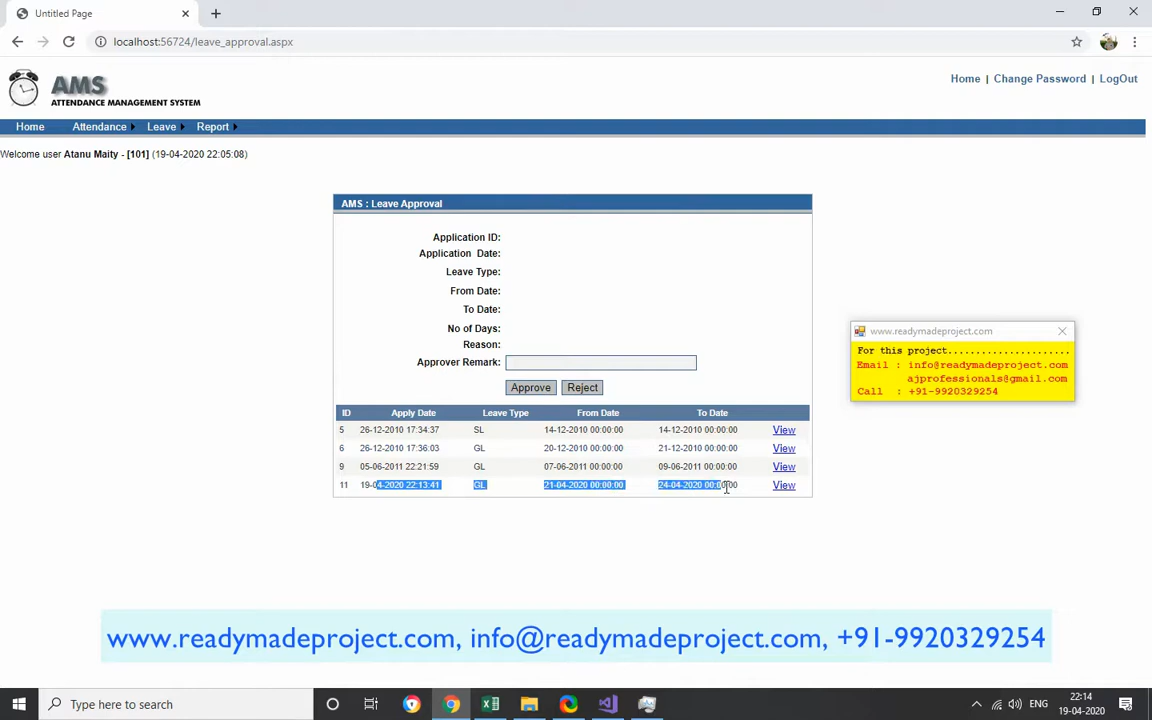 Untitled Page
localhost:56724/leave_approval.aspx
AMS
ATTENDANCE MANAGEMENT SYSTEM
Home | Change Password | LogOut
Home Attendance Leave Report
Welcome user Atanu Maity - [101] (19-04-2020 22:05:08)
AMS : Leave Approval
Application ID:
Application Date:
Leave Type:
From Date:
To Date:
No of Days:
Reason:
Approver Remark:
Approve Reject
ID Apply Date Leave Type From Date To Date
5 26-12-2010 17:34:37 SL 14-12-2010 00:00:00 14-12-2010 00:00:00 View
6 26-12-2010 17:36:03 GL 20-12-2010 00:00:00 21-12-2010 00:00:00 View
9 05-06-2011 22:21:59 GL 07-06-2011 00:00:00 09-06-2011 00:00:00 View
11 19-04-2020 22:13:41 GL 21-04-2020 00:00:00 24-04-2020 00:00:00 View
www.readymadeproject.com
For this project......................
Email : info@readymadeproject.com
ajprofessionals@gmail.com
Call : +91-9920329254
www.readymadeproject.com, info@readymadeproject.com, +91-9920329254
Type here to search
ENG
22:14
19-04-2020